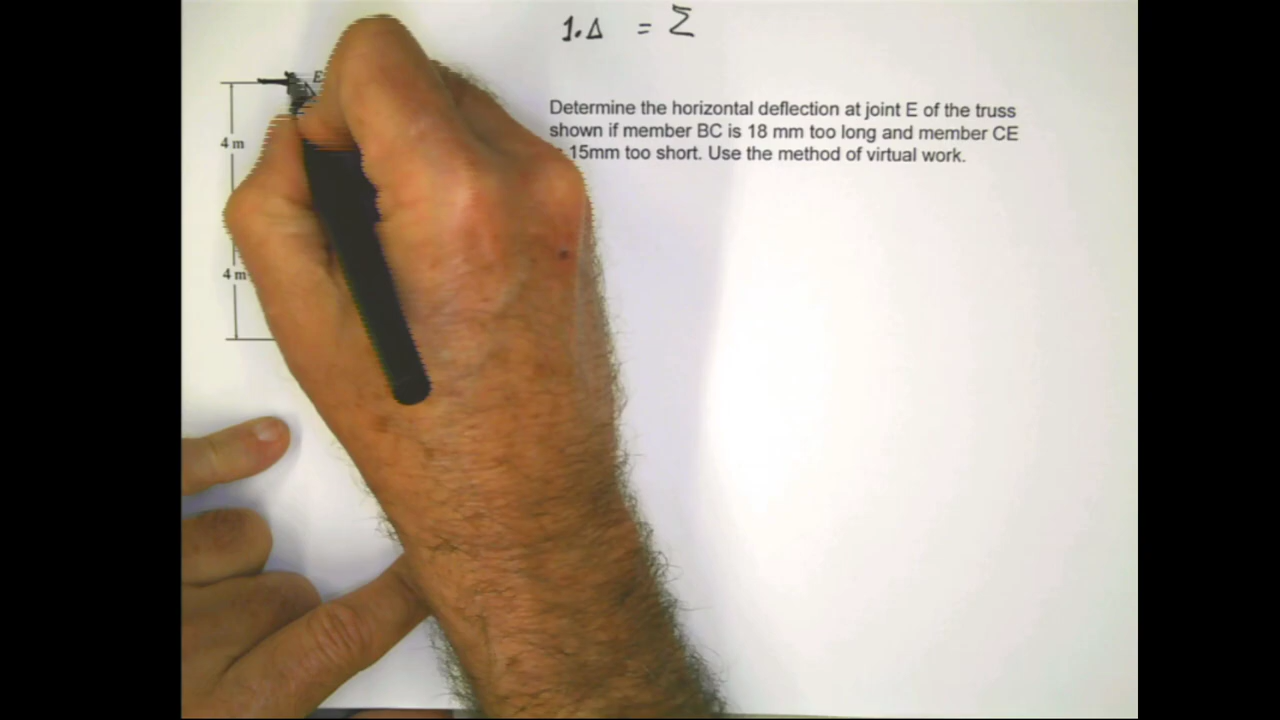 1.Δ = Σ
E
4 m
4 m
Determine the horizontal deflection at joint E of the truss
shown if member BC is 18 mm too long and member CE
15mm too short. Use the method of virtual work.